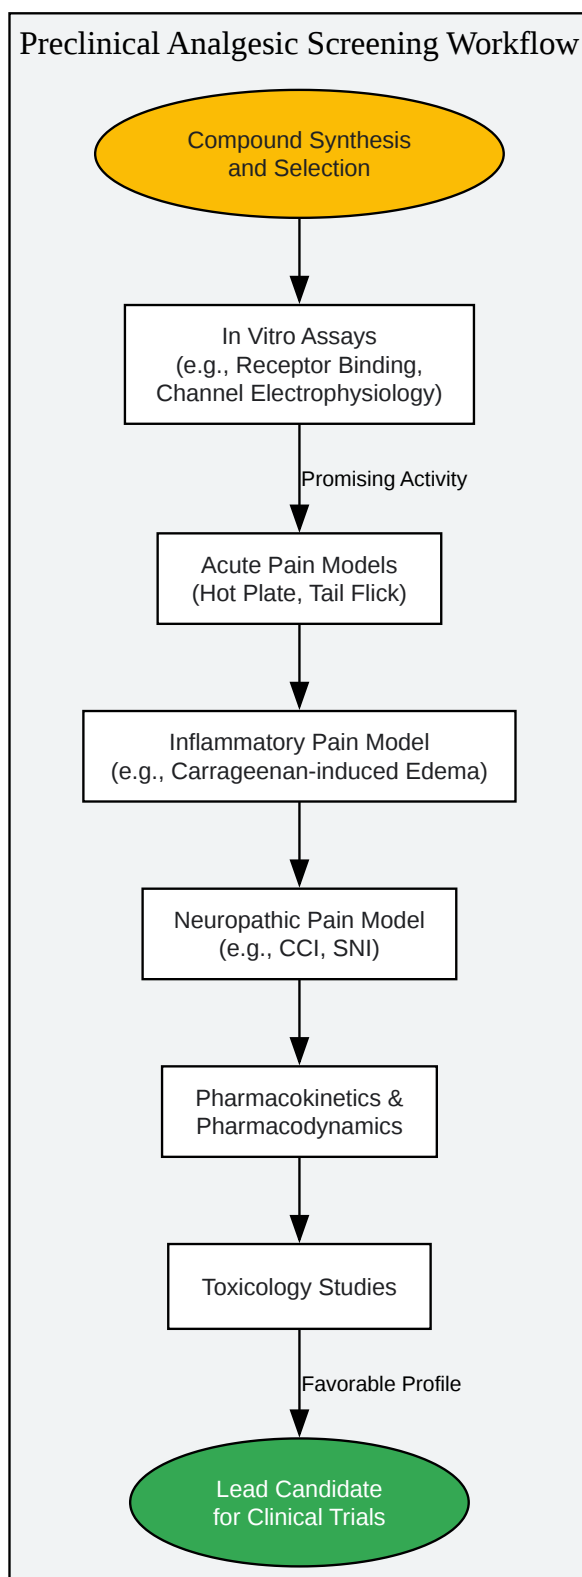 Preclinical Analgesic Screening Workflow
Compound Synthesis
and Selection
In Vitro Assays
(e.g., Receptor Binding,
Channel Electrophysiology)
Promising Activity
Acute Pain Models
(Hot Plate, Tail Flick)
Inflammatory Pain Model
(e.g., Carrageenan-induced Edema)
Neuropathic Pain Model
(e.g., CCI, SNI)
Pharmacokinetics &
Pharmacodynamics
Toxicology Studies
Favorable Profile
Lead Candidate
for Clinical Trials